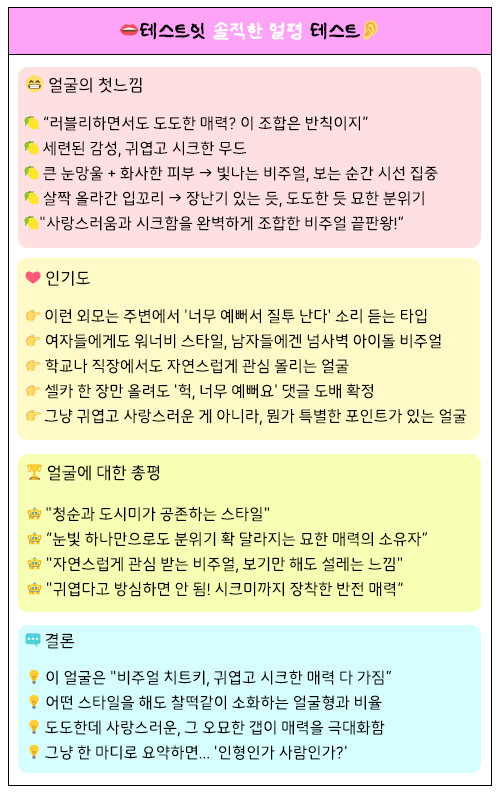 👄테스트헛 솔직한 얼평 테스트👂
😁 얼굴의 첫느낌
🍋 “러블리하면서도 도도한 매력? 이 조합은 반칙이지”
🍋 세련된 감성, 귀엽고 시크한 무드
🍋 큰 눈망울 + 화사한 피부 → 빛나는 비주얼, 보는 순간 시선 집중
🍋 살짝 올라간 입꼬리 → 장난기 있는 듯, 도도한 듯 묘한 분위기
🍋"사랑스러움과 시크함을 완벽하게 조합한 비주얼 끝판왕!”
❤️ 인기도
👉 이런 외모는 주변에서 '너무 예뻐서 질투 난다' 소리 듣는 타입
👉 여자들에게도 워너비 스타일, 남자들에겐 넘사벽 아이돌 비주얼
👉 학교나 직장에서도 자연스럽게 관심 몰리는 얼굴
👉 셀카 한 장만 올려도 '헉, 너무 예뻐요' 댓글 도배 확정
👉 그냥 귀엽고 사랑스러운 게 아니라, 뭔가 특별한 포인트가 있는 얼굴
🏆 얼굴에 대한 총평
🤖 "청순과 도시미가 공존하는 스타일"
🤖 “눈빛 하나만으로도 분위기 확 달라지는 묘한 매력의 소유자”
🤖 "자연스럽게 관심 받는 비주얼, 보기만 해도 설레는 느낌"
🤖 "귀엽다고 방심하면 안 됨! 시크미까지 장착한 반전 매력“
💬 결론
💡 이 얼굴은 "비주얼 치트키, 귀엽고 시크한 매력 다 가짐”
💡 어떤 스타일을 해도 찰떡같이 소화하는 얼굴형과 비율
💡 도도한데 사랑스러운, 그 오묘한 갭이 매력을 극대화함
💡 그냥 한 마디로 요약하면... '인형인가 사람인가?'